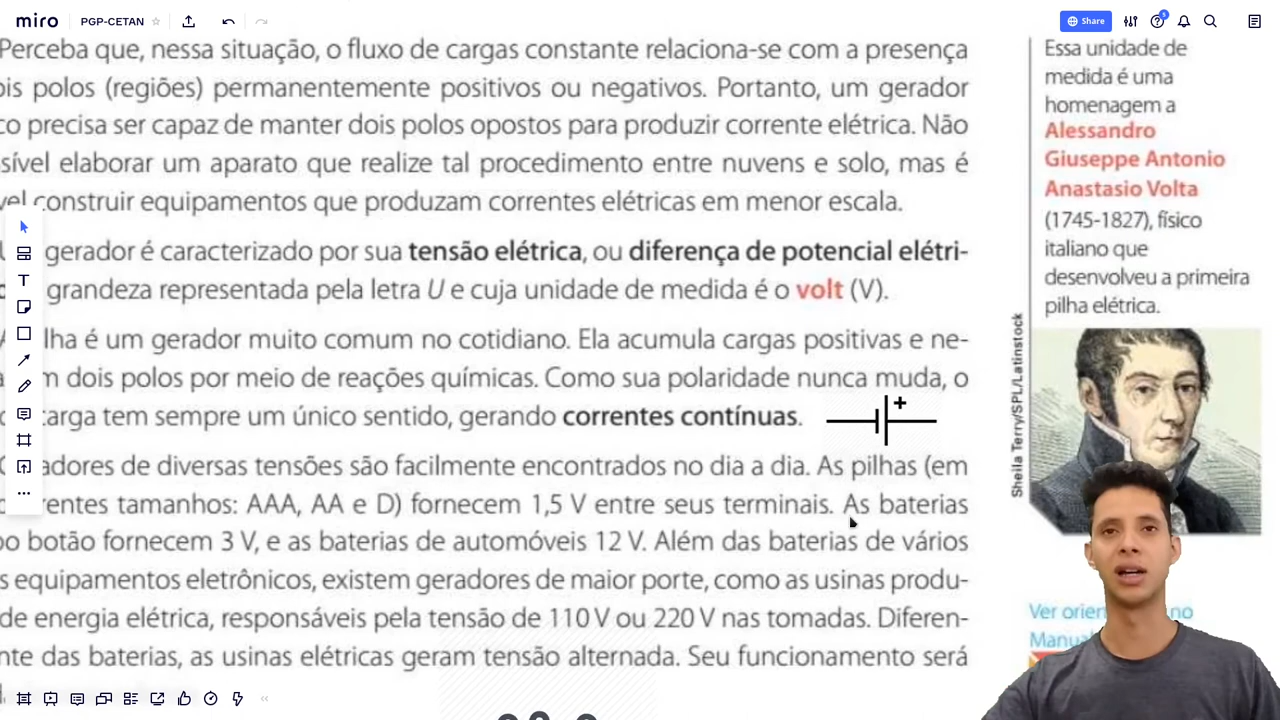 miro
PGP-CETAN
Share
Perceba que, nessa situação, o fluxo de cargas constante relaciona-se com a presença
polos (regiões) permanentemente positivos ou negativos. Portanto, um gerador
precisa ser capaz de manter dois polos opostos para produzir corrente elétrica. Não
elaborar um aparato que realize tal procedimento entre nuvens e solo, mas é
construir equipamentos que produzam correntes elétricas em menor escala.
gerador é caracterizado por sua tensão elétrica, ou diferença de potencial elétri-
grandeza representada pela letra U e cuja unidade de medida é o volt (V).
é um gerador muito comum no cotidiano. Ela acumula cargas positivas e ne-
dois polos por meio de reações químicas. Como sua polaridade nunca muda, o
carga tem sempre um único sentido, gerando correntes contínuas.
+
de diversas tensões são facilmente encontrados no dia a dia. As pilhas (em
tamanhos: AAA, AA e D) fornecem 1,5 V entre seus terminais. As baterias
botão fornecem 3 V, e as baterias de automóveis 12 V. Além das baterias de vários
s equipamentos eletrônicos, existem geradores de maior porte, como as usinas produ-
de energia elétrica, responsáveis pela tensão de 110 V ou 220 V nas tomadas. Diferen-
nte das baterias, as usinas elétricas geram tensão alternada. Seu funcionamento será
Essa unidade de
medida é uma
homenagem a
Alessandro
Giuseppe Antonio
Anastasio Volta
(1745-1827), físico
italiano que
desenvolveu a primeira
pilha elétrica.
Sheila Terry/SPL/Latinstock
Ver no